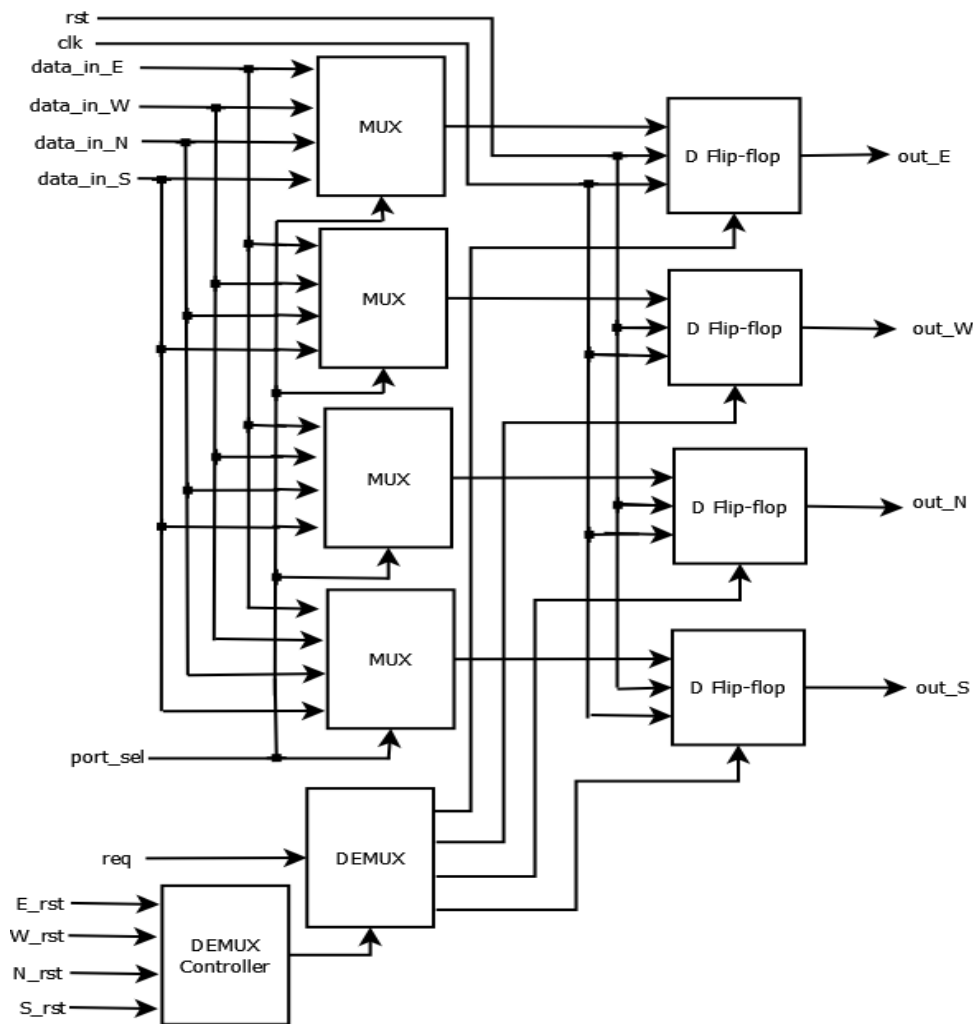 rst
clk
data_in_E
data_in_W
data_in_N
data_in_S
MUX
D Flip-flop
out_E
MUX
D Flip-flop
out_W
MUX
D Flip-flop
out_N
MUX
D Flip-flop
out_S
port_sel
req
DEMUX
E_rst
W_rst
N_rst
S_rst
DEMUX
Controller